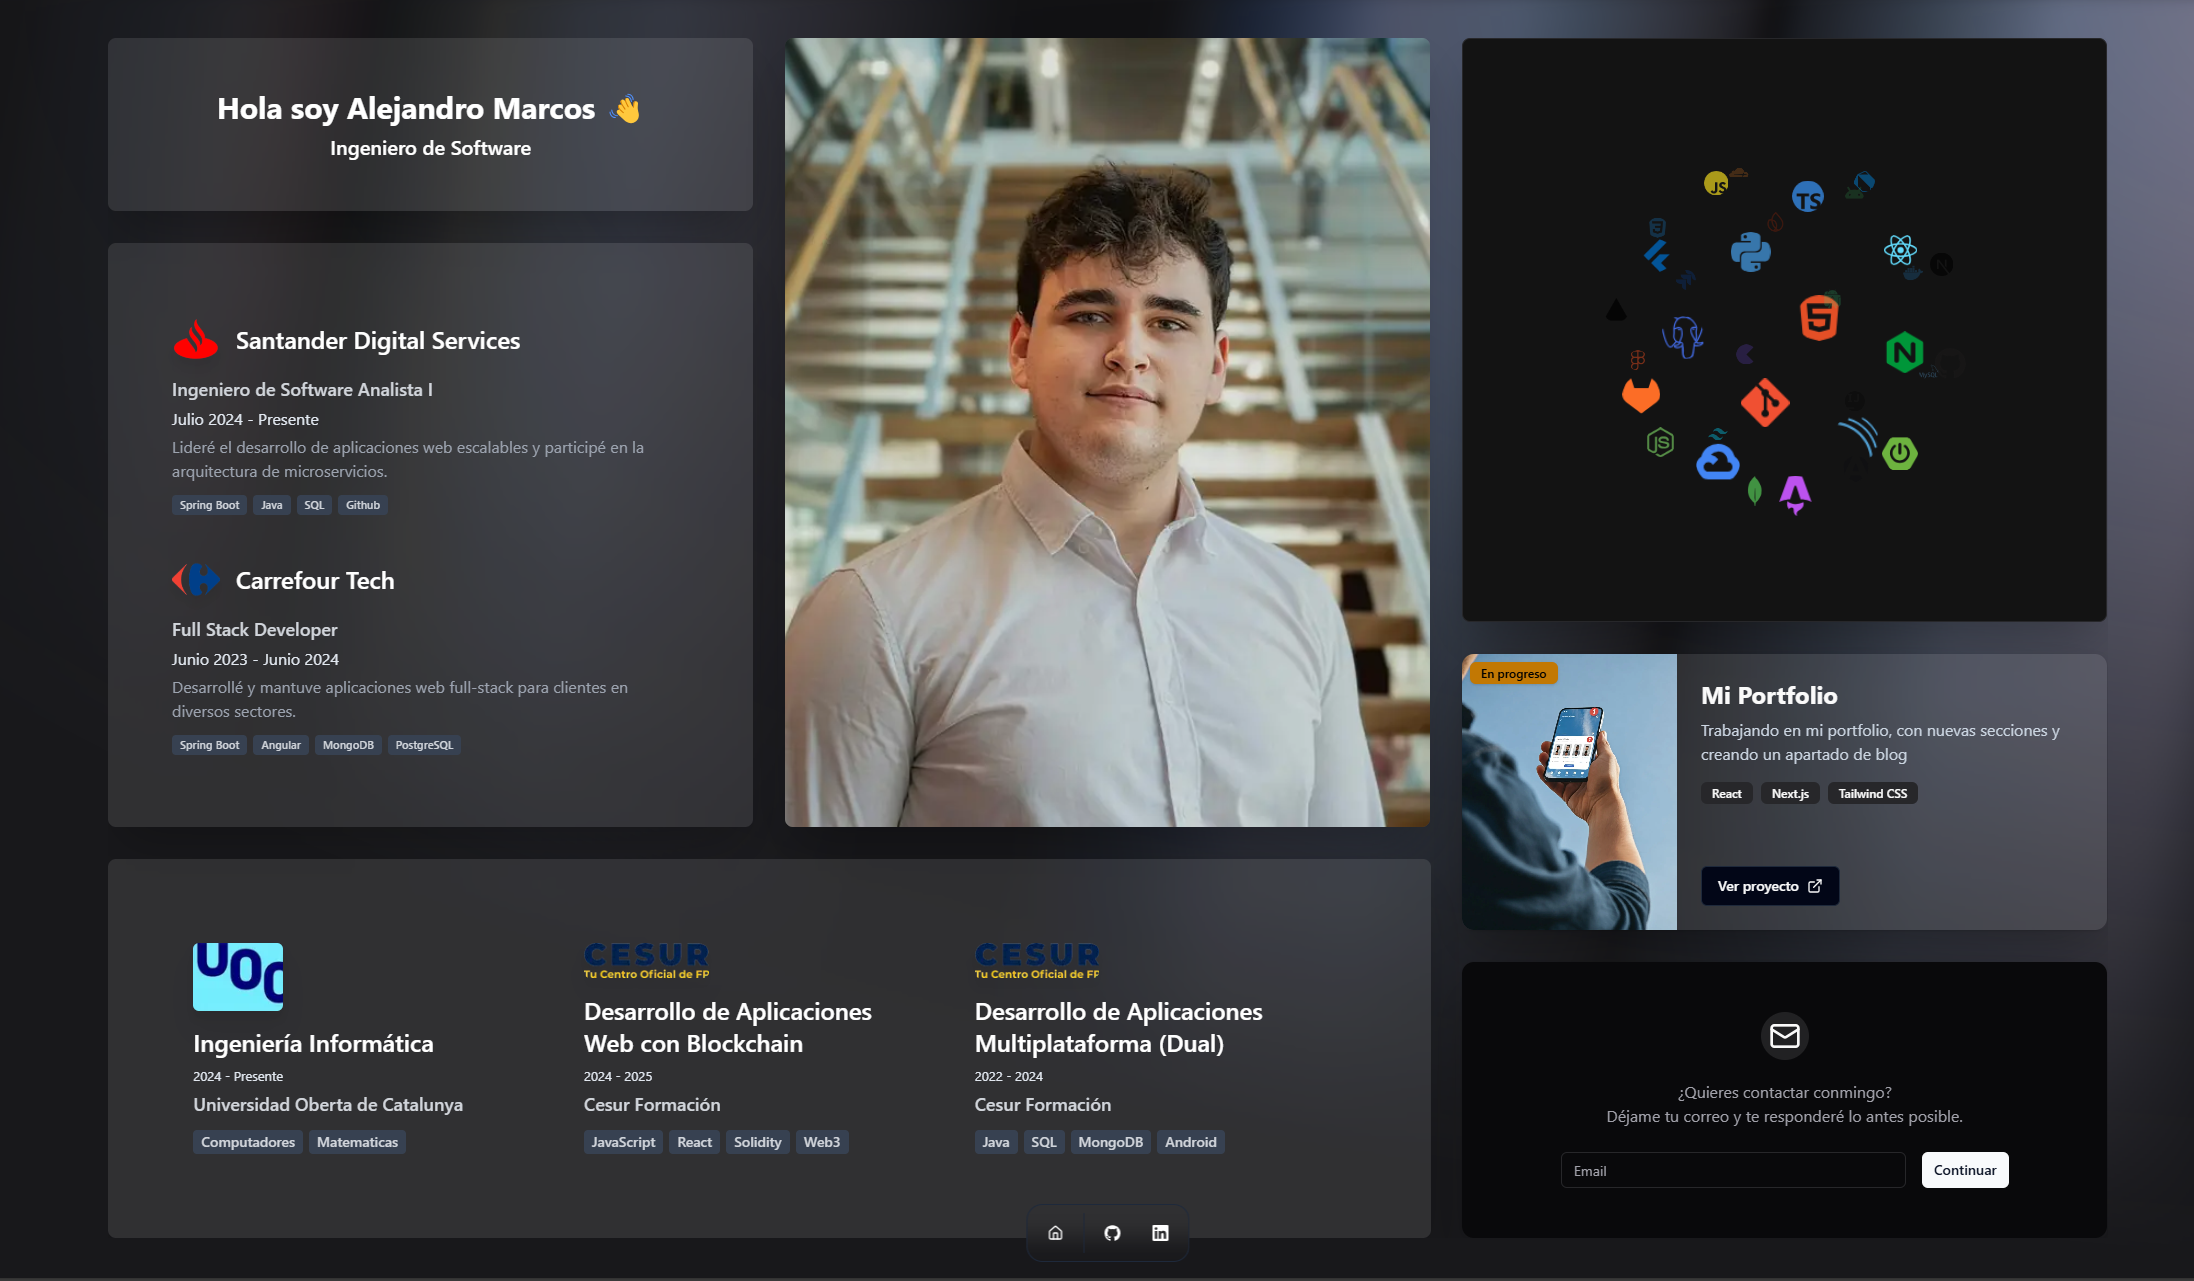 Hola soy Alejandro Marcos 👋
Ingeniero de Software
Santander Digital Services
Ingeniero de Software Analista I
Julio 2024 - Presente
Lideré el desarrollo de aplicaciones web escalables y participé en la
arquitectura de microservicios.
Spring Boot Java SQL Github
Carrefour Tech
Full Stack Developer
Junio 2023 - Junio 2024
Desarrollé y mantuve aplicaciones web full-stack para clientes en
diversos sectores.
Spring Boot Angular MongoDB PostgreSQL
JS
TS
N
5
N
MySQL
JS
En progreso
Mi Portfolio
Trabajando en mi portfolio, con nuevas secciones y
creando un apartado de blog
React Next.js Tailwind CSS
Ver proyecto
UOC
Ingeniería Informática
2024 - Presente
Universidad Oberta de Catalunya
Computadores Matematicas
CESUR
Tu Centro Oficial de FP
Desarrollo de Aplicaciones
Web con Blockchain
2024 - 2025
Cesur Formación
JavaScript React Solidity Web3
CESUR
Tu Centro Oficial de FP
Desarrollo de Aplicaciones
Multiplataforma (Dual)
2022 - 2024
Cesur Formación
Java SQL MongoDB Android
¿Quieres contactar conmingo?
Déjame tu correo y te responderé lo antes posible.
Email
Continuar
in